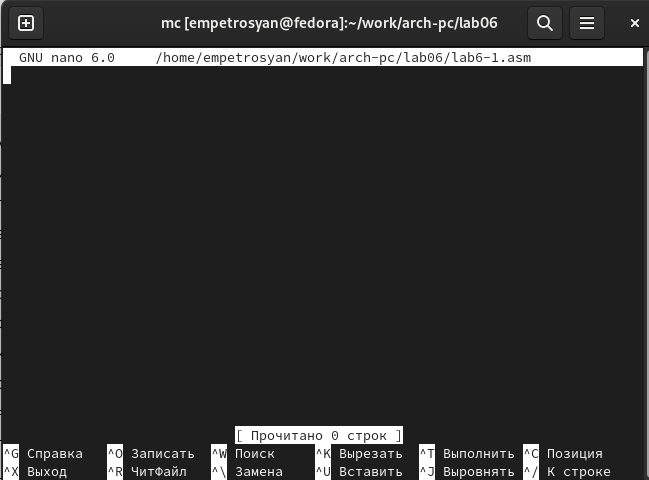 mc [empetrosyan@fedora]:~/work/arch-pc/lab06
GNU nano 6.0 /home/empetrosyan/work/arch-pc/lab06/lab6-1.asm
[ Прочитано 0 строк ]
^G Справка ^O Записать ^W Поиск ^K Вырезать ^T Выполнить ^C Позиция
^X Выход ^R ЧитФайл ^\ Замена ^U Вставить ^J Выровнять ^/ К строке